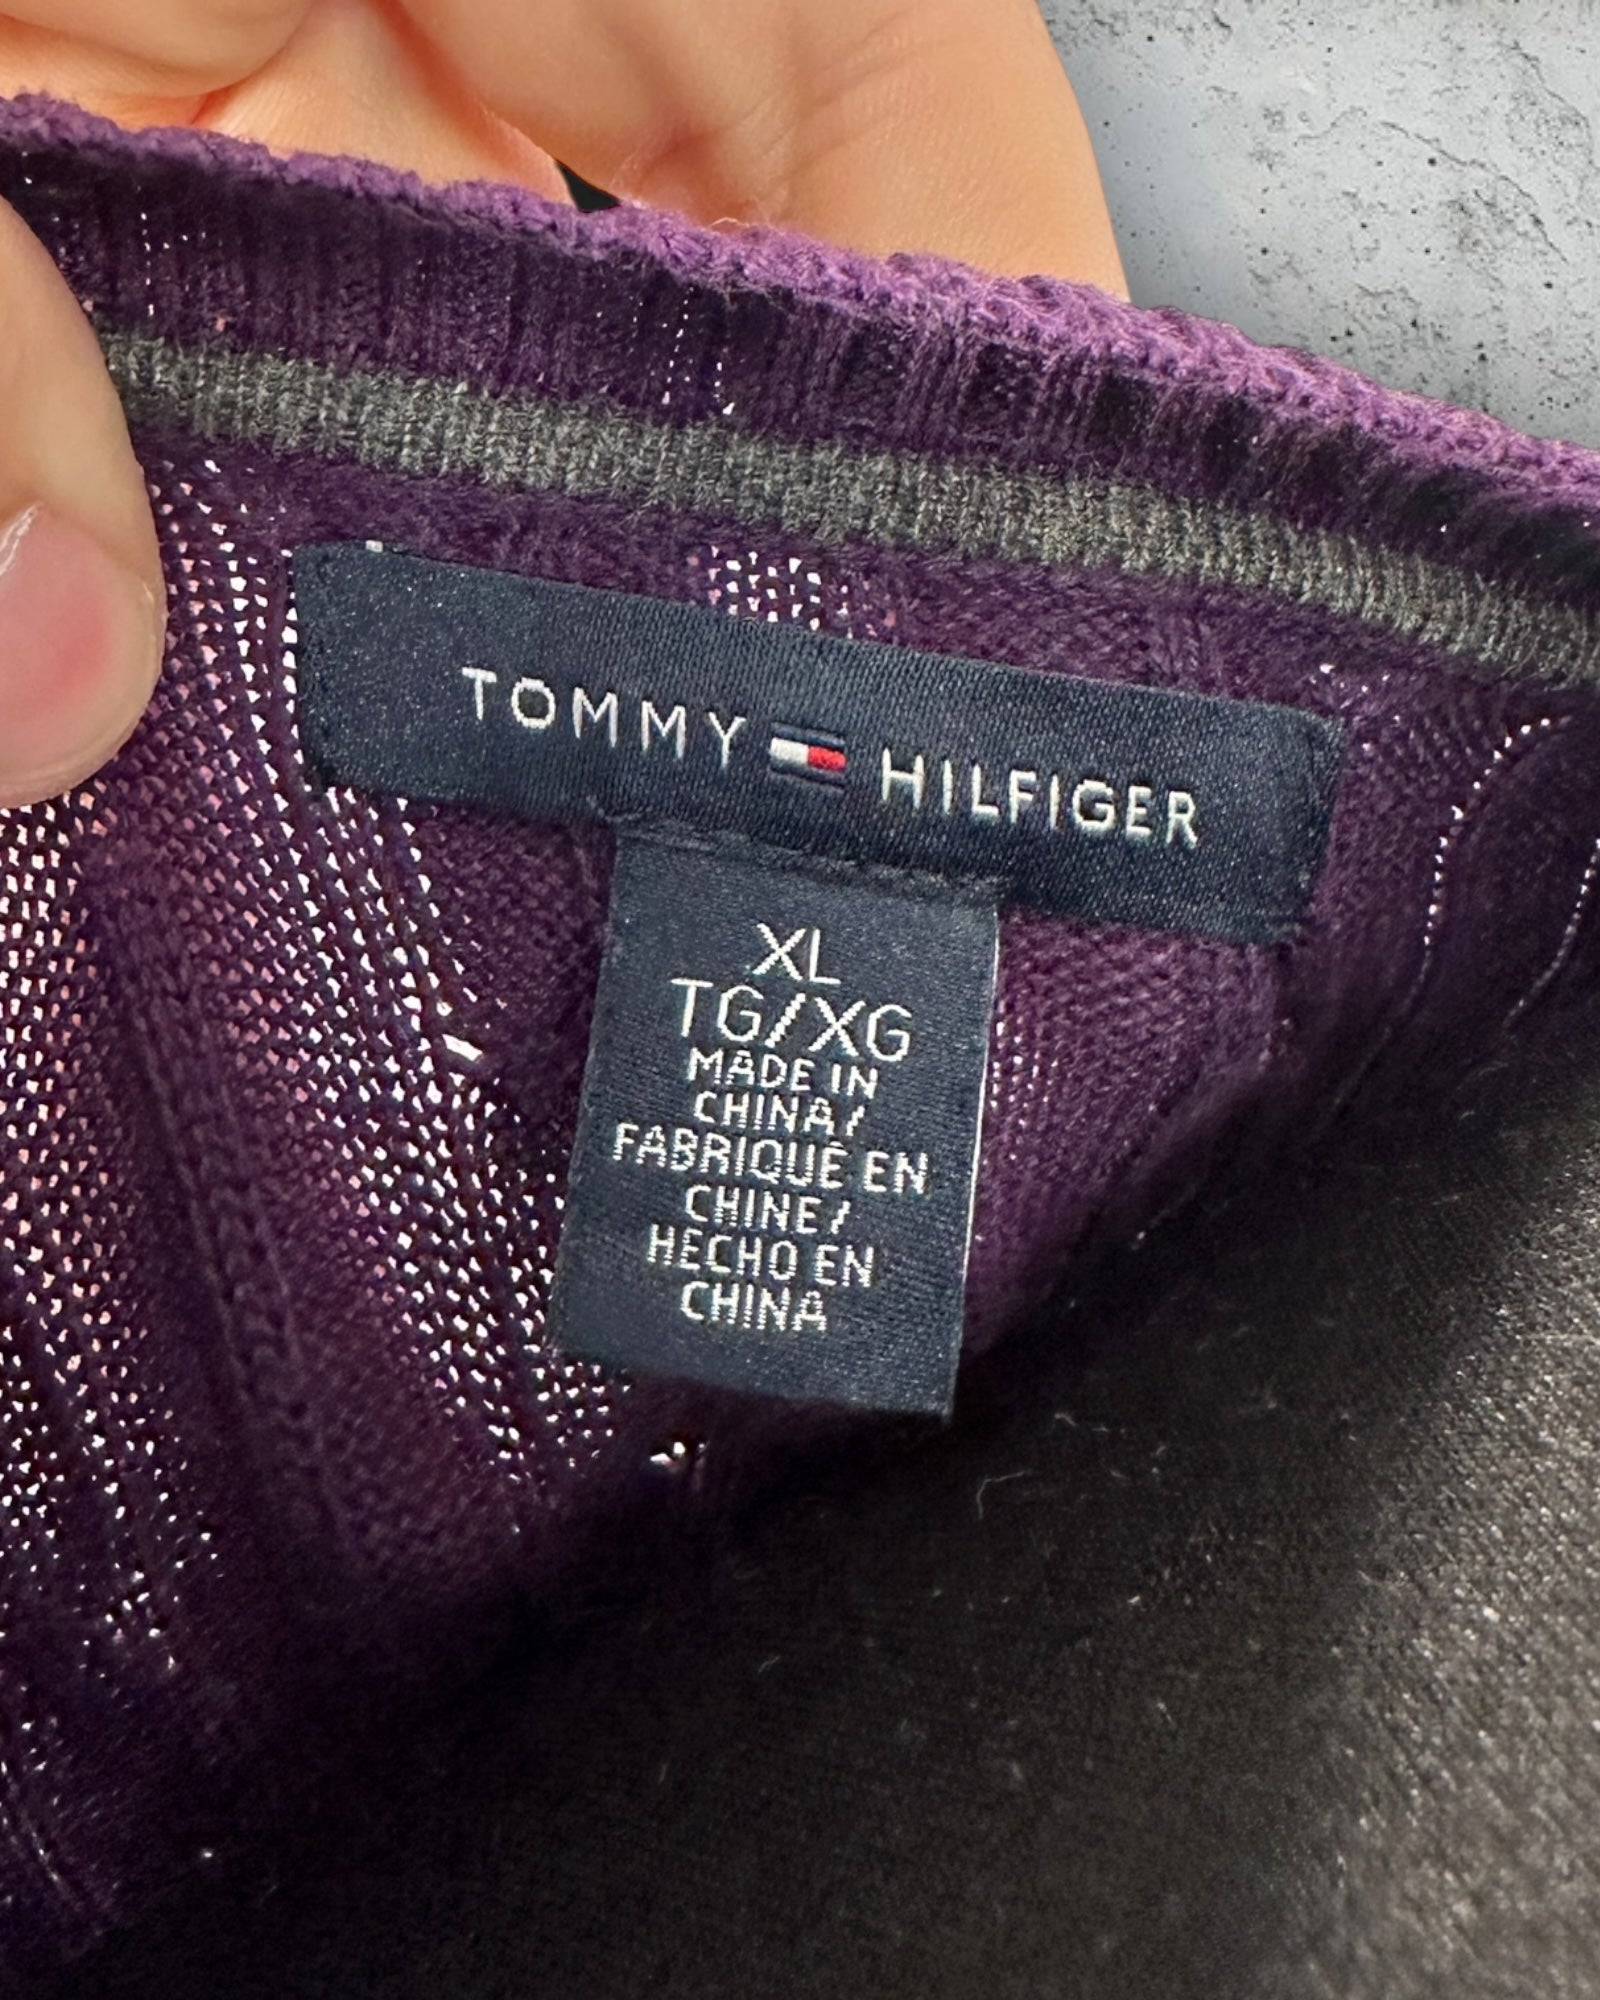 TOMMY HILFIGER
XL
TG/XG
MADE IN
CHINA/
FABRIQUÉ EN
CHINE/
HECHO EN
CHINA